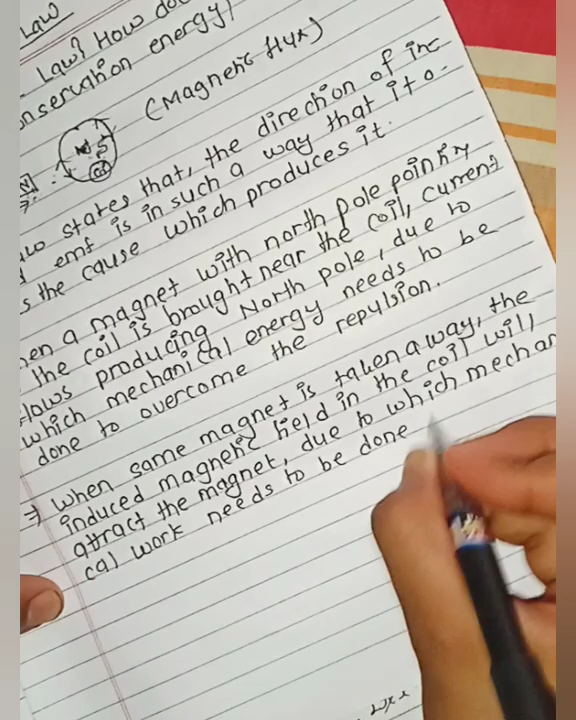 Law
Law? How do
onservation energy)
(Magnetic flux)
N S
states that, the direction of inc
emf is in such a way that it o-
s the cause which produces it.
en a magnet with north pole pointiy
the coil is brought near the coil, current
flows producing North pole, due to
which mechanical energy needs to be
done to overcome the repulsion.
⇒ when same magnet is taken away, the
induced magnetic field in the coil will
attract the magnet, due to which mechan
cal work needs to be done